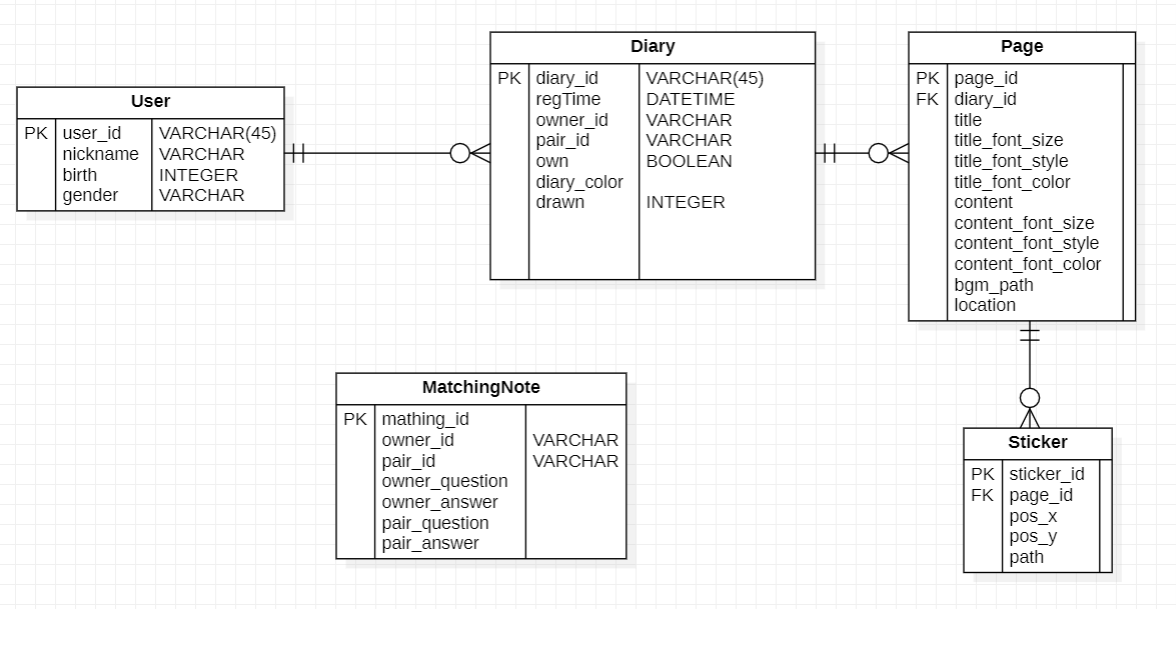 User
PK user_id VARCHAR(45)
nickname VARCHAR
birth INTEGER
gender VARCHAR
Diary
PK diary_id VARCHAR(45)
regTime DATETIME
owner_id VARCHAR
pair_id VARCHAR
own BOOLEAN
diary_color
drawn INTEGER
Page
PK page_id
FK diary_id
title
title_font_size
title_font_style
title_font_color
content
content_font_size
content_font_style
content_font_color
bgm_path
location
MatchingNote
PK mathing_id
owner_id VARCHAR
pair_id VARCHAR
owner_question
owner_answer
pair_question
pair_answer
Sticker
PK sticker_id
FK page_id
pos_x
pos_y
path